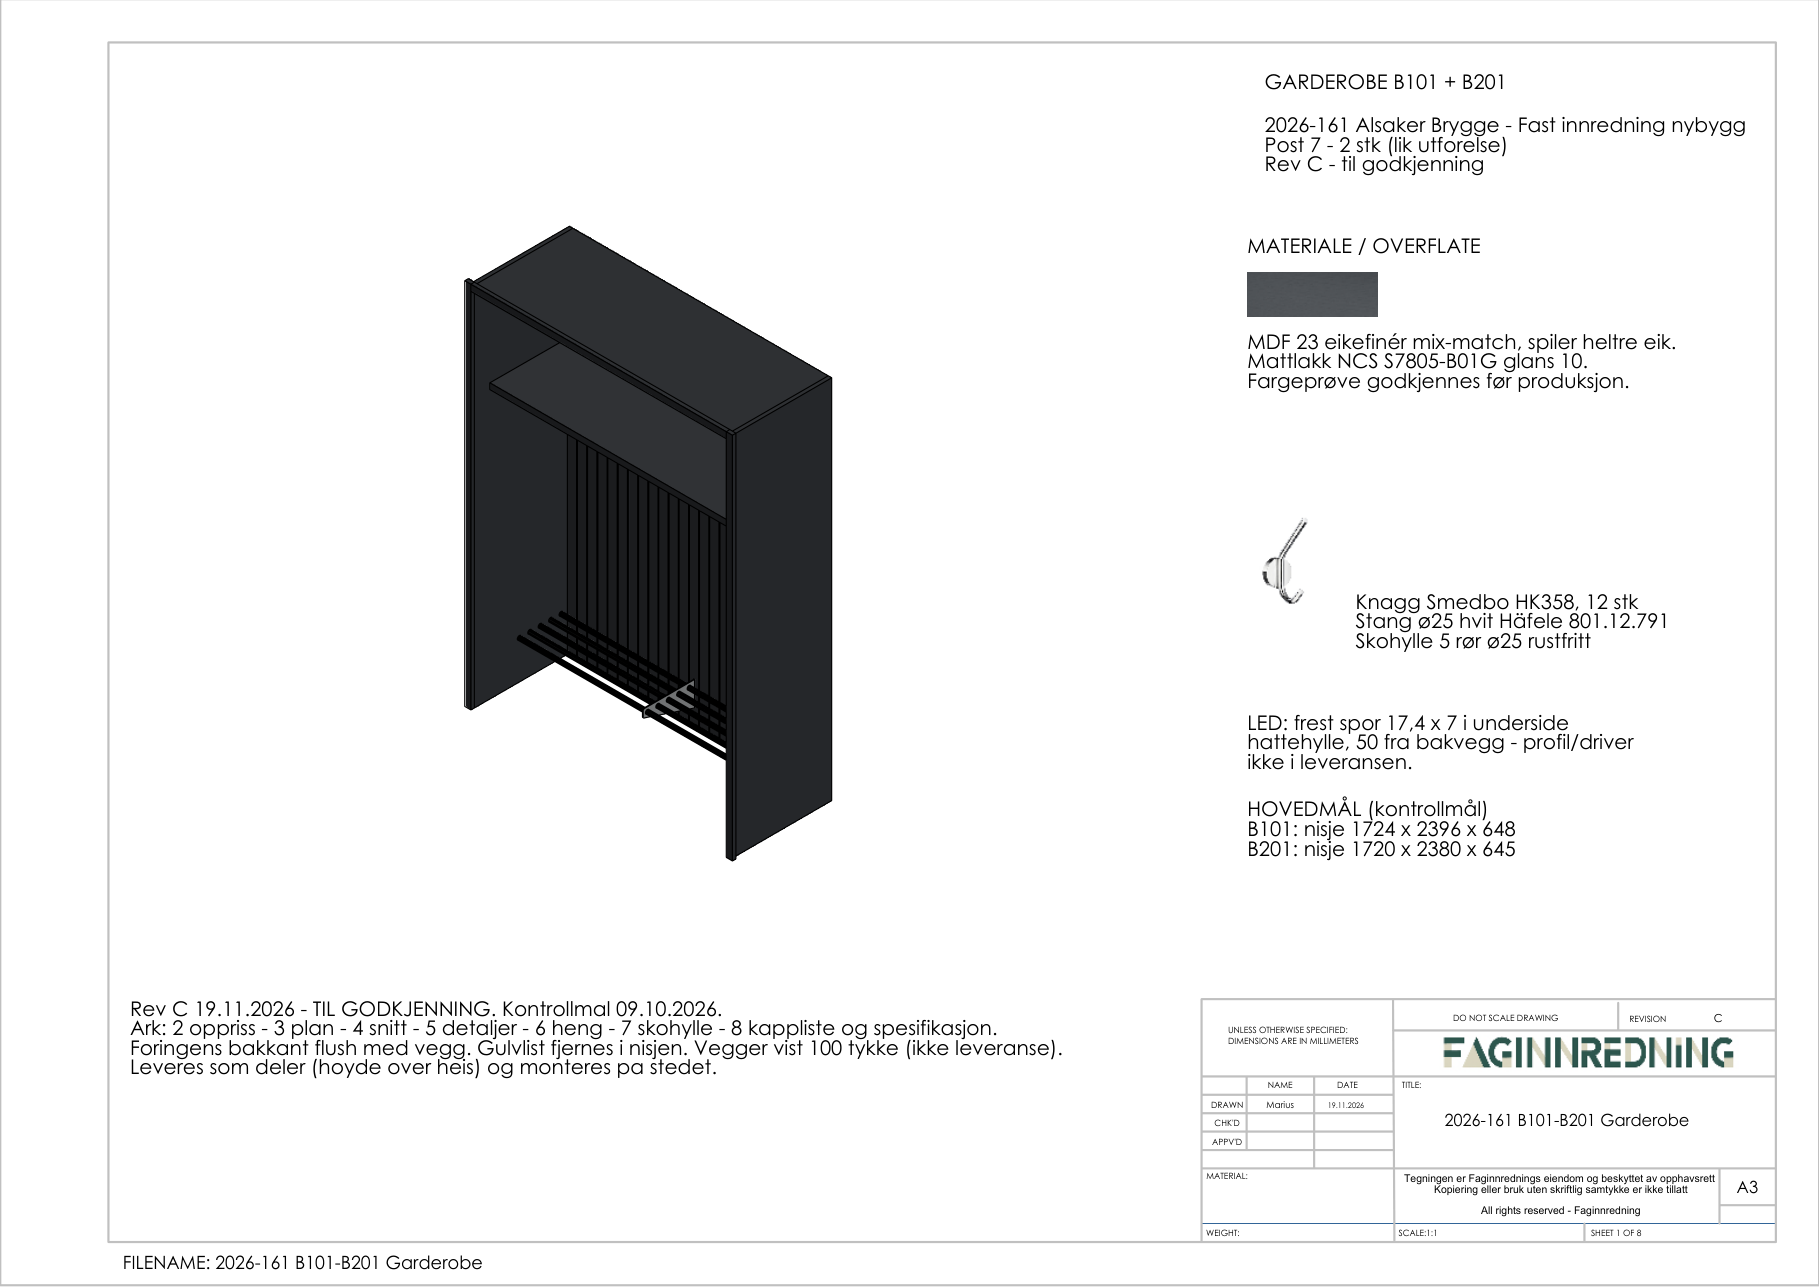 GARDEROBE B101 + B201
2026-161 Alsaker Brygge - Fast innredning nybygg
Post 7 - 2 stk (lik utforelse)
Rev C - til godkjenning
MATERIALE / OVERFLATE
MDF 23 eikefinér mix-match, spiler heltre eik.
Mattlakk NCS S7805-B01G glans 10.
Fargeprøve godkjennes før produksjon.
Knagg Smedbo HK358, 12 stk
Stang ø25 hvit Häfele 801.12.791
Skohylle 5 rør ø25 rustfritt
LED: frest spor 17,4 x 7 i underside
hattehylle, 50 fra bakvegg - profil/driver
ikke i leveransen.
HOVEDMÅL (kontrollmål)
B101: nisje 1724 x 2396 x 648
B201: nisje 1720 x 2380 x 645
Rev C 19.11.2026 - TIL GODKJENNING. Kontrollmal 09.10.2026.
Ark: 2 oppriss - 3 plan - 4 snitt - 5 detaljer - 6 heng - 7 skohylle - 8 kappliste og spesifikasjon.
Foringens bakkant flush med vegg. Gulvlist fjernes i nisjen. Vegger vist 100 tykke (ikke leveranse).
Leveres som deler (hoyde over heis) og monteres pa stedet.
UNLESS OTHERWISE SPECIFIED:
DIMENSIONS ARE IN MILLIMETERS
DO NOT SCALE DRAWING
REVISION C
FAGINNREDNING
NAME DATE
DRAWN Marius 19.11.2026
CHK'D
APPV'D
TITLE:
2026-161 B101-B201 Garderobe
MATERIAL:
Tegningen er Faginnrednings eiendom og beskyttet av opphavsrett
Kopiering eller bruk uten skriftlig samtykke er ikke tillatt
All rights reserved - Faginnredning
A3
WEIGHT:
SCALE:1:1
SHEET 1 OF 8
FILENAME: 2026-161 B101-B201 Garderobe